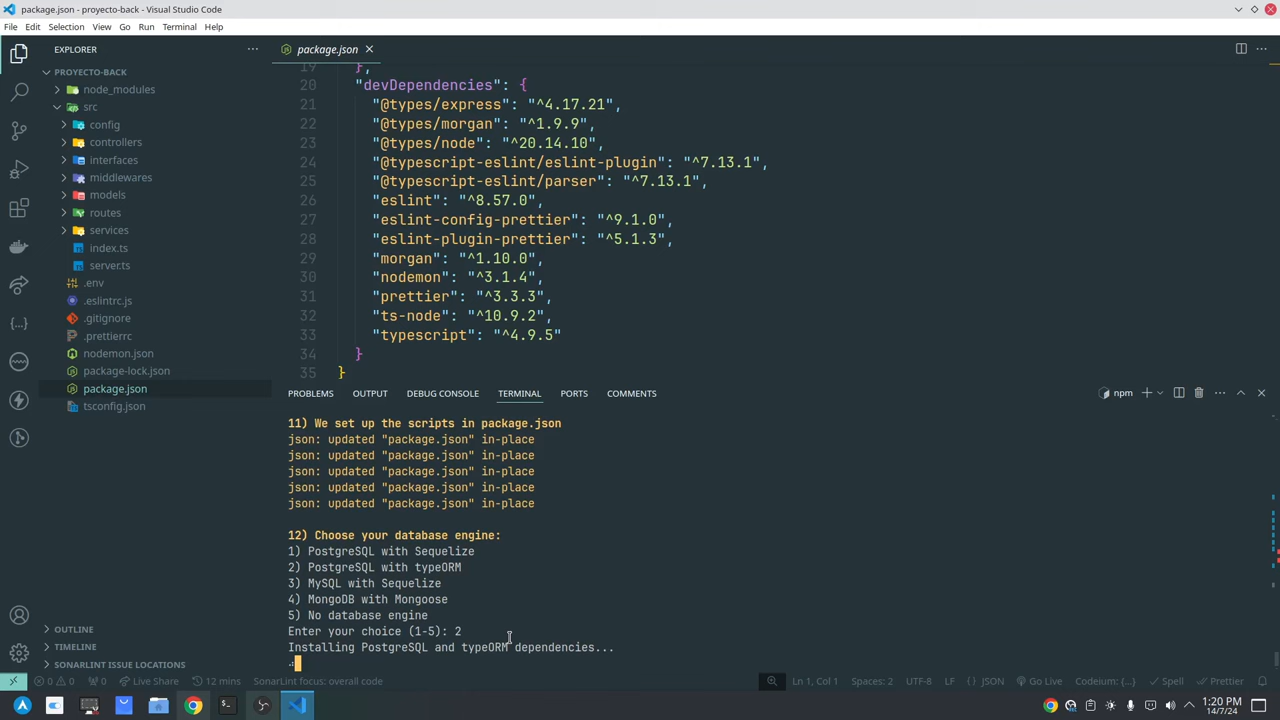 package.json - proyecto-back - Visual Studio Code
File Edit Selection View Go Run Terminal Help
EXPLORER
PROYECTO-BACK
node_modules
src
config
controllers
interfaces
middlewares
models
routes
services
index.ts
server.ts
.env
.eslintrc.js
.gitignore
.prettierrc
nodemon.json
package-lock.json
package.json
tsconfig.json
OUTLINE
TIMELINE
SONARLINT ISSUE LOCATIONS
package.json
19 },
20 "devDependencies": {
21 "@types/express": "^4.17.21",
22 "@types/morgan": "^1.9.9",
23 "@types/node": "^20.14.10",
24 "@typescript-eslint/eslint-plugin": "^7.13.1",
25 "@typescript-eslint/parser": "^7.13.1",
26 "eslint": "^8.57.0",
27 "eslint-config-prettier": "^9.1.0",
28 "eslint-plugin-prettier": "^5.1.3",
29 "morgan": "^1.10.0",
30 "nodemon": "^3.1.4",
31 "prettier": "^3.3.3",
32 "ts-node": "^10.9.2",
33 "typescript": "^4.9.5"
34 }
35 }
PROBLEMS OUTPUT DEBUG CONSOLE TERMINAL PORTS COMMENTS
npm
11) We set up the scripts in package.json
json: updated "package.json" in-place
json: updated "package.json" in-place
json: updated "package.json" in-place
json: updated "package.json" in-place
json: updated "package.json" in-place
12) Choose your database engine:
1) PostgreSQL with Sequelize
2) PostgreSQL with typeORM
3) MySQL with Sequelize
4) MongoDB with Mongoose
5) No database engine
Enter your choice (1-5): 2
Installing PostgreSQL and typeORM dependencies...
0 0 0 Live Share 12 mins SonarLint focus: overall code Ln 1, Col 1 Spaces: 2 UTF-8 LF {} JSON Go Live Codeium: {...} Spell Prettier
1:20 PM
14/7/24